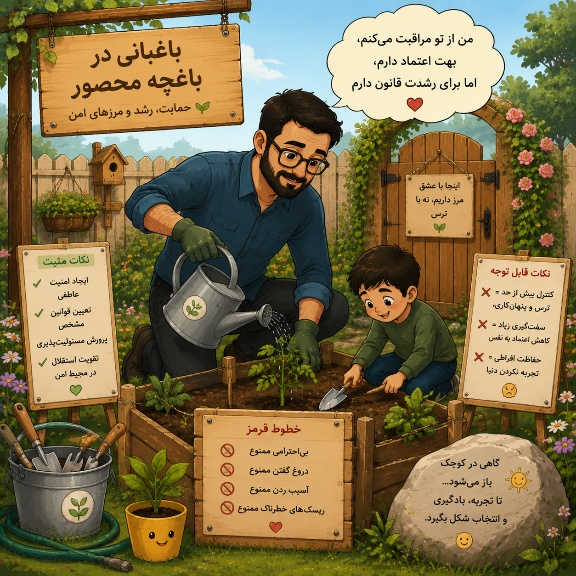 باغبانی در
باغچه محصور
حمایت، رشد و مرزهای امن
من از تو مراقبت می‌کنم،
بهت اعتماد دارم،
اما برای رشدت قانون دارم
اینجا با عشق
مرز داریم، نه با
ترس
نکات مثبت
ایجاد امنیت
عاطفی
تعیین قوانین
مشخص
پرورش مسئولیت‌پذیری
تقویت استقلال
در محیط امن
نکات قابل توجه
کنترل بیش از حد =
ترس و پنهان‌کاری،
سخت‌گیری زیاد =
کاهش اعتماد به نفس
حفاظت افراطی =
تجربه نکردن دنیا
خطوط قرمز
بی‌احترامی ممنوع
دروغ گفتن ممنوع
آسیب زدن ممنوع
ریسک‌های خطرناک ممنوع
گاهی در کوچک
باز می‌شود...
تا تجربه، یادگیری
و انتخاب شکل بگیرد.